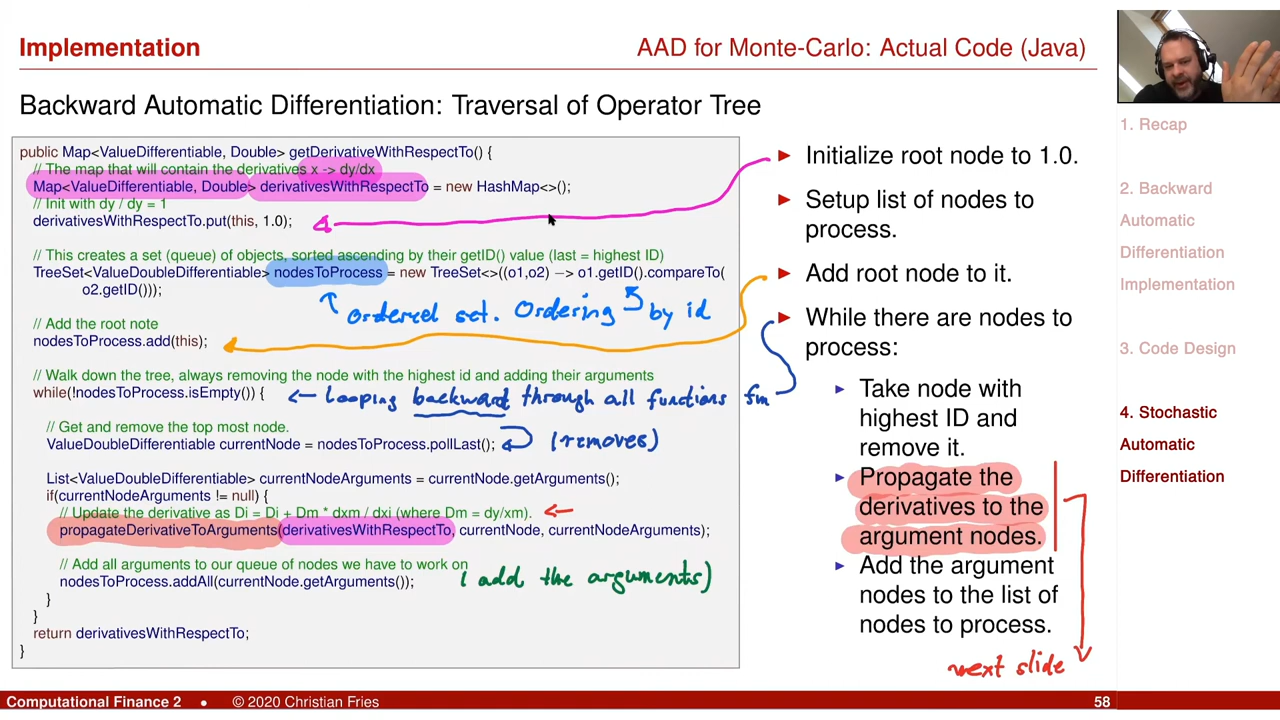 Implementation
AAD for Monte-Carlo: Actual Code (Java)
Backward Automatic Differentiation: Traversal of Operator Tree
public Map<ValueDifferentiable, Double> getDerivativeWithRespectTo() {
// The map that will contain the derivatives x -> dy/dx
Map<ValueDifferentiable, Double> derivativesWithRespectTo = new HashMap<>();
// Init with dy / dy = 1
derivativesWithRespectTo.put(this, 1.0);
// This creates a set (queue) of objects, sorted ascending by their getID() value (last = highest ID)
TreeSet<ValueDoubleDifferentiable> nodesToProcess = new TreeSet<>((o1,o2) −> o1.getID().compareTo(
o2.getID()));
ordered set. Ordering by id
// Add the root note
nodesToProcess.add(this);
// Walk down the tree, always removing the node with the highest id and adding their arguments
while(!nodesToProcess.isEmpty()) {
← Looping backward through all functions fm
// Get and remove the top most node.
ValueDoubleDifferentiable currentNode = nodesToProcess.pollLast();
(removes)
List<ValueDoubleDifferentiable> currentNodeArguments = currentNode.getArguments();
if(currentNodeArguments != null) {
// Update the derivative as Di = Di + Dm * dxm / dxi (where Dm = dy/xm).
propagateDerivativeToArguments(derivativesWithRespectTo, currentNode, currentNodeArguments);
// Add all arguments to our queue of nodes we have to work on
nodesToProcess.addAll(currentNode.getArguments());
(add the arguments)
}
}
return derivativesWithRespectTo;
}
► Initialize root node to 1.0.
► Setup list of nodes to
process.
► Add root node to it.
► While there are nodes to
process:
► Take node with
highest ID and
remove it.
► Propagate the
derivatives to the
argument nodes.
► Add the argument
nodes to the list of
nodes to process.
next slide
1. Recap
2. Backward
Automatic
Differentiation
Implementation
3. Code Design
4. Stochastic
Automatic
Differentiation
Computational Finance 2 • © 2020 Christian Fries
58